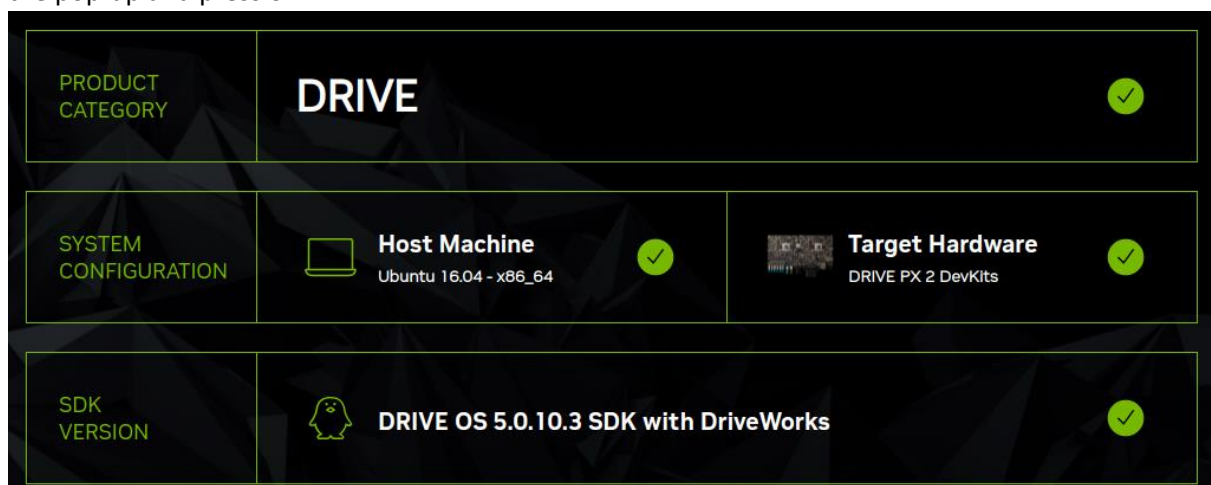 PRODUCT
CATEGORY
DRIVE
SYSTEM
CONFIGURATION
Host Machine
Ubuntu 16.04 - x86_64
Target Hardware
DRIVE PX 2 DevKits
SDK
VERSION
DRIVE OS 5.0.10.3 SDK with DriveWorks